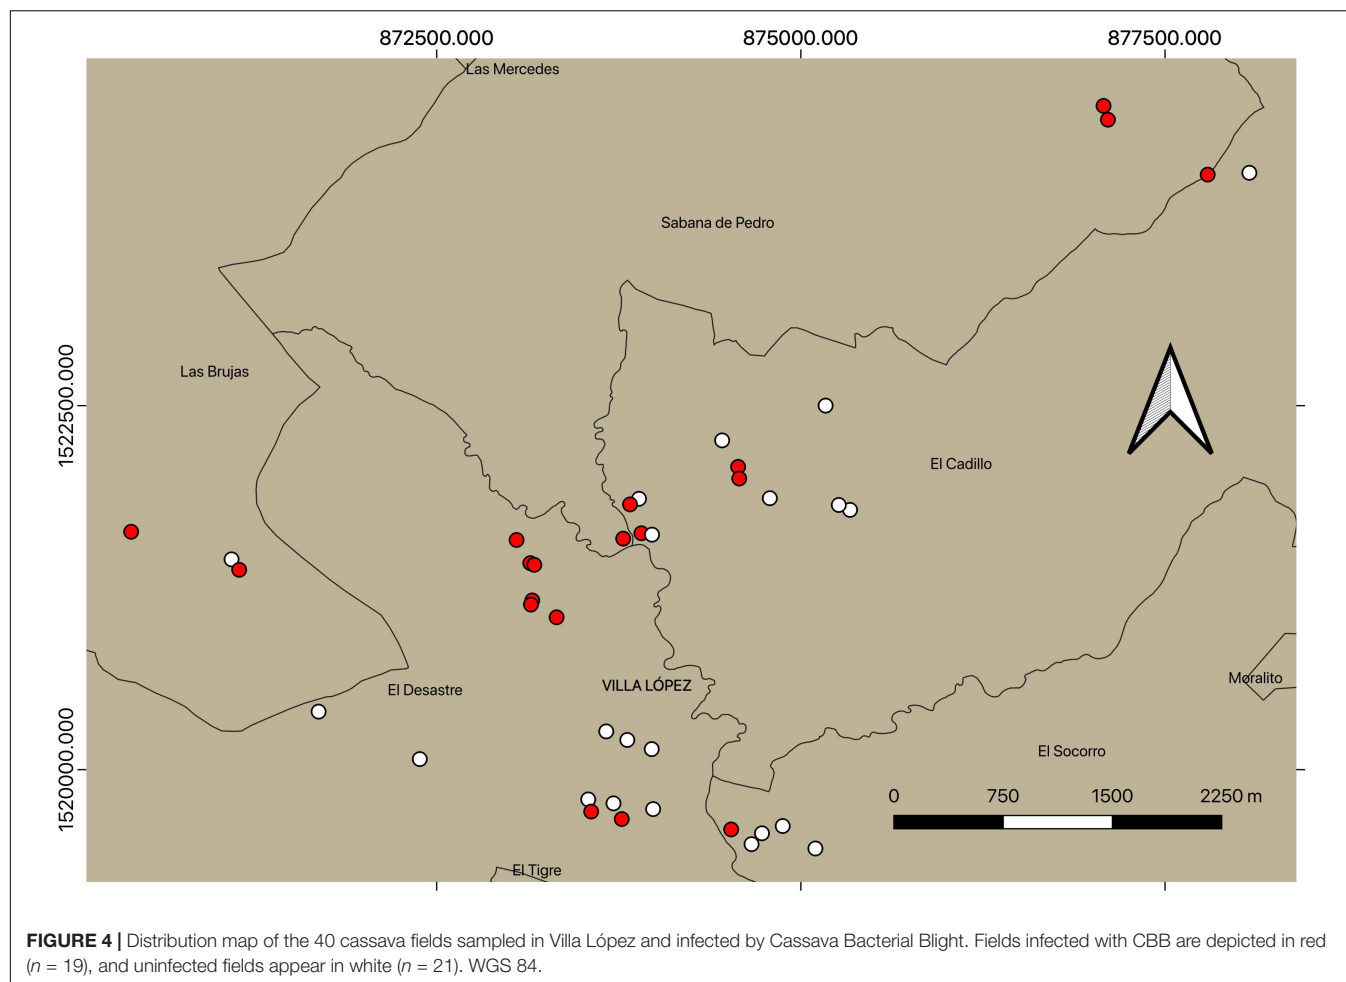 872500.000
875000.000
877500.000
Las Mercedes
Sabana de Pedro
Las Brujas
1522500.000
El Cadillo
El Desastre
VILLA LÓPEZ
Moralito
El Socorro
1520000.000
0 750 1500 2250 m
El Tigre
FIGURE 4 | Distribution map of the 40 cassava fields sampled in Villa López and infected by Cassava Bacterial Blight. Fields infected with CBB are depicted in red
(n = 19), and uninfected fields appear in white (n = 21). WGS 84.